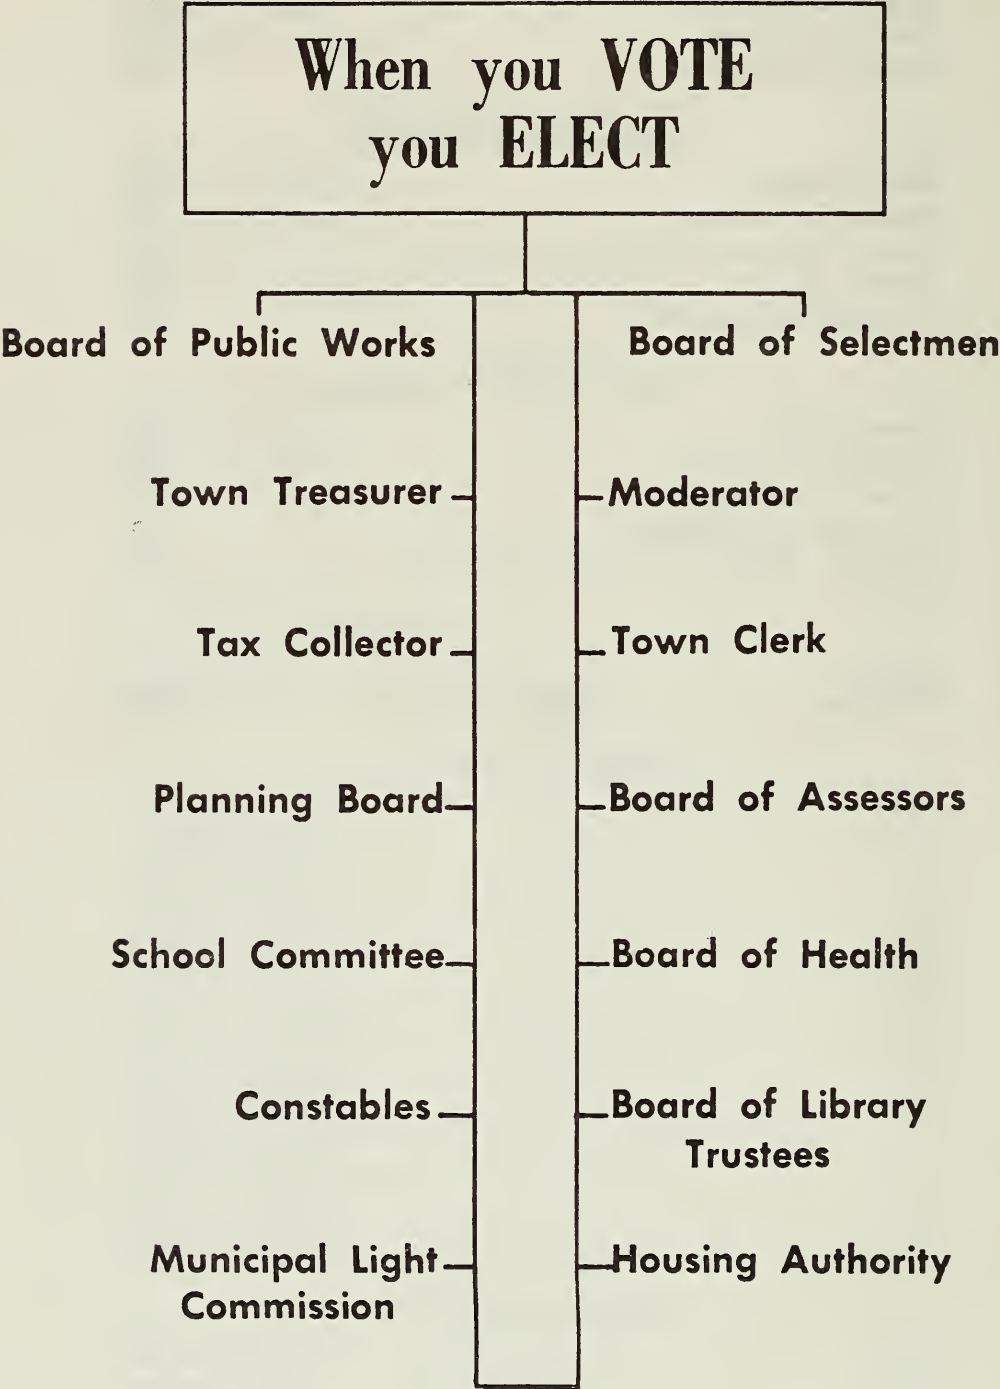 When you VOTE
you ELECT
Board of Public Works
Board of Selectmen
Town Treasurer
Moderator
Tax Collector
Town Clerk
Planning Board
Board of Assessors
School Committee
Board of Health
Constables
Board of Library
Trustees
Municipal Light
Commission
Housing Authority